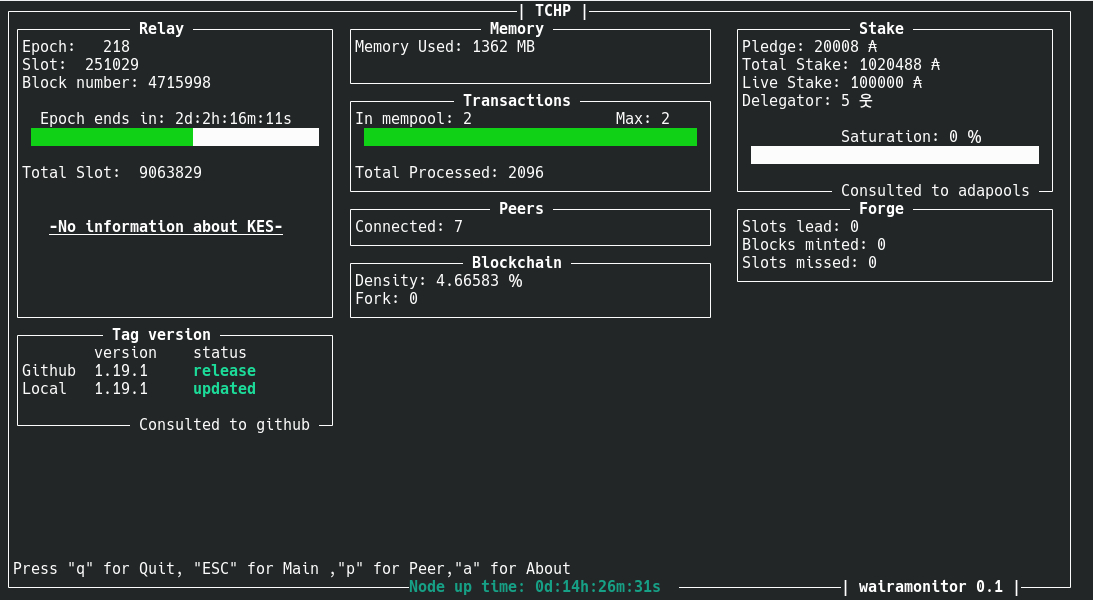 | TCHP |
Relay
Epoch: 218
Slot: 251029
Block number: 4715998
Epoch ends in: 2d:2h:16m:11s
Total Slot: 9063829
-No information about KES-
Memory
Memory Used: 1362 MB
Transactions
In mempool: 2 Max: 2
Total Processed: 2096
Peers
Connected: 7
Blockchain
Density: 4.66583 %
Fork: 0
Stake
Pledge: 20008 ₳
Total Stake: 1020488 ₳
Live Stake: 100000 ₳
Delegator: 5 웃
Saturation: 0 %
Consulted to adapools
Forge
Slots lead: 0
Blocks minted: 0
Slots missed: 0
Tag version
version status
Github 1.19.1 release
Local 1.19.1 updated
Consulted to github
Press "q" for Quit, "ESC" for Main ,"p" for Peer,"a" for About
Node up time: 0d:14h:26m:31s
| wairamonitor 0.1 |